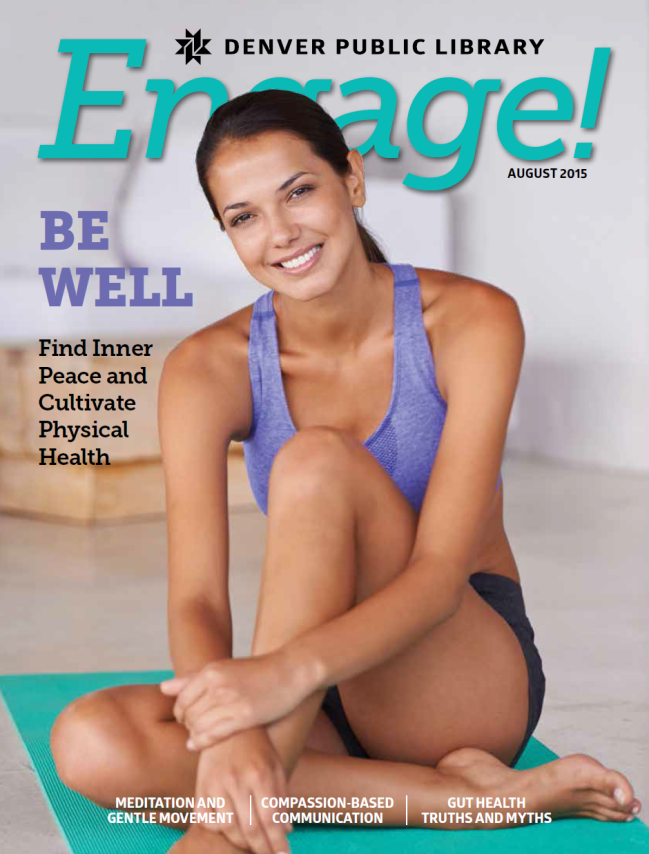 DENVER PUBLIC LIBRARY
Engage!
AUGUST 2015
BE
WELL
Find Inner
Peace and
Cultivate
Physical
Health
MEDITATION AND
GENTLE MOVEMENT
COMPASSION-BASED
COMMUNICATION
GUT HEALTH
TRUTHS AND MYTHS